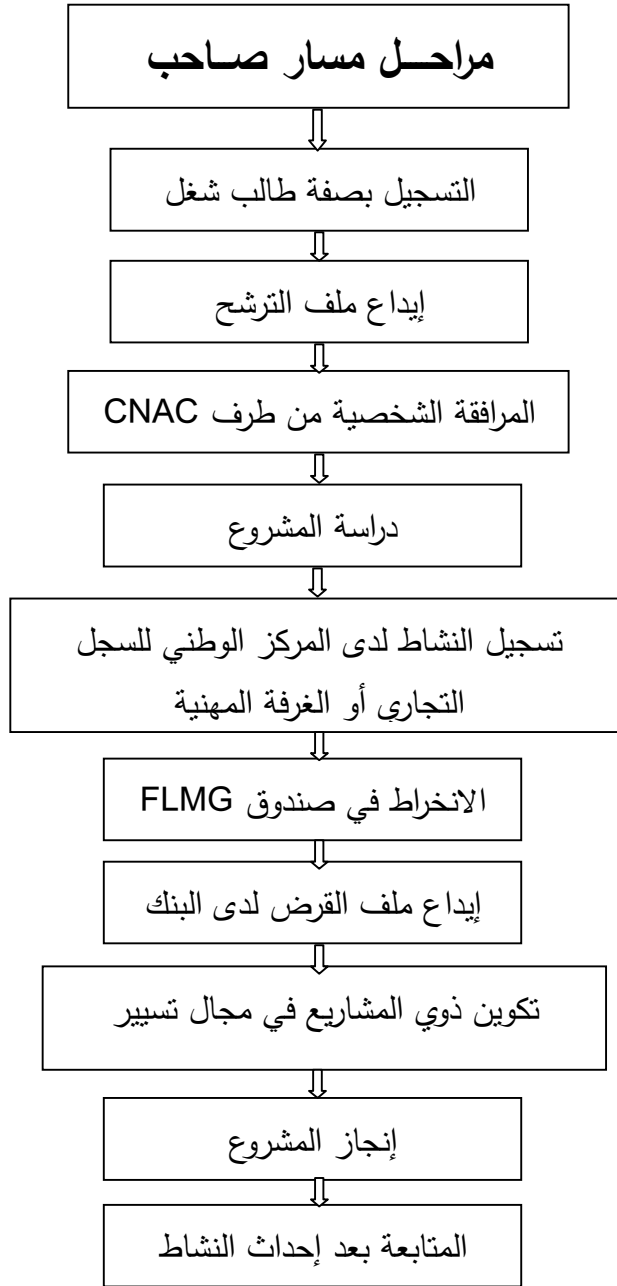 مراحـــل مسار صــاحب
التسجيل بصفة طالب شغل
إيداع ملف الترشح
المرافقة الشخصية من طرف CNAC
دراسة المشروع
تسجيل النشاط لدى المركز الوطني للسجل
التجاري أو الغرفة المهنية
الانخراط في صندوق FLMG
إيداع ملف القرض لدى البنك
تكوين ذوي المشاريع في مجال تسيير
إنجاز المشروع
المتابعة بعد إحداث النشاط